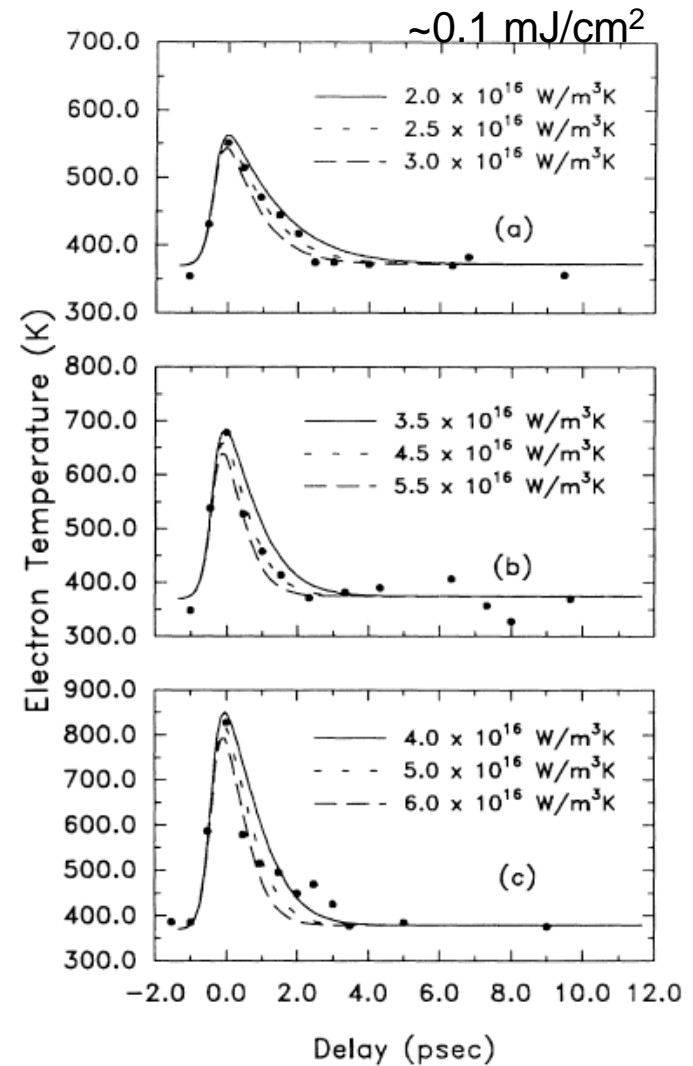 ~0.1 mJ/cm²
700.0
600.0
500.0
400.0
300.0
2.0 x 10¹⁶ W/m³K
2.5 x 10¹⁶ W/m³K
3.0 x 10¹⁶ W/m³K
(a)
800.0
700.0
600.0
500.0
400.0
300.0
3.5 x 10¹⁶ W/m³K
4.5 x 10¹⁶ W/m³K
5.5 x 10¹⁶ W/m³K
(b)
Electron Temperature (K)
900.0
800.0
700.0
600.0
500.0
400.0
300.0
4.0 x 10¹⁶ W/m³K
5.0 x 10¹⁶ W/m³K
6.0 x 10¹⁶ W/m³K
(c)
-2.0 0.0 2.0 4.0 6.0 8.0 10.0 12.0
Delay (psec)